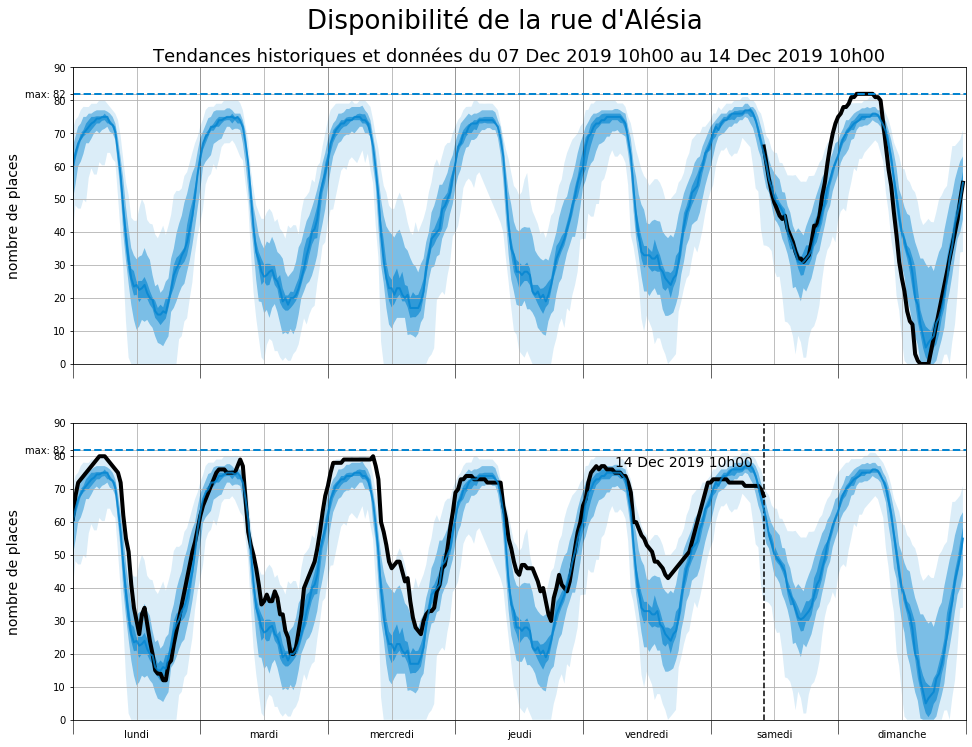 Disponibilité de la rue d'Alésia
Tendances historiques et données du 07 Dec 2019 10h00 au 14 Dec 2019 10h00
90
max: 82
80
70
60
50
40
30
20
10
0
nombre de places
90
max: 82
80
70
60
50
40
30
20
10
0
nombre de places
14 Dec 2019 10h00
lundi mardi mercredi jeudi vendredi samedi dimanche